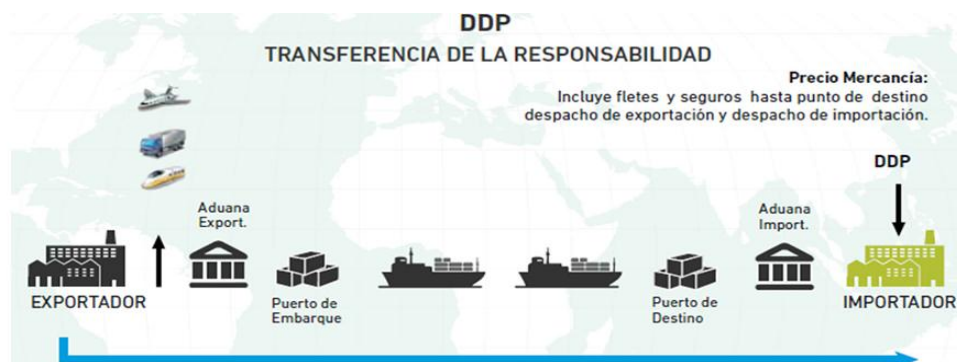 DDP
TRANSFERENCIA DE LA RESPONSABILIDAD
Precio Mercancía:
Incluye fletes y seguros hasta punto de destino
despacho de exportación y despacho de importación.
DDP
Aduana
Export.
Aduana
Import.
EXPORTADOR
Puerto de
Embarque
Puerto de
Destino
IMPORTADOR